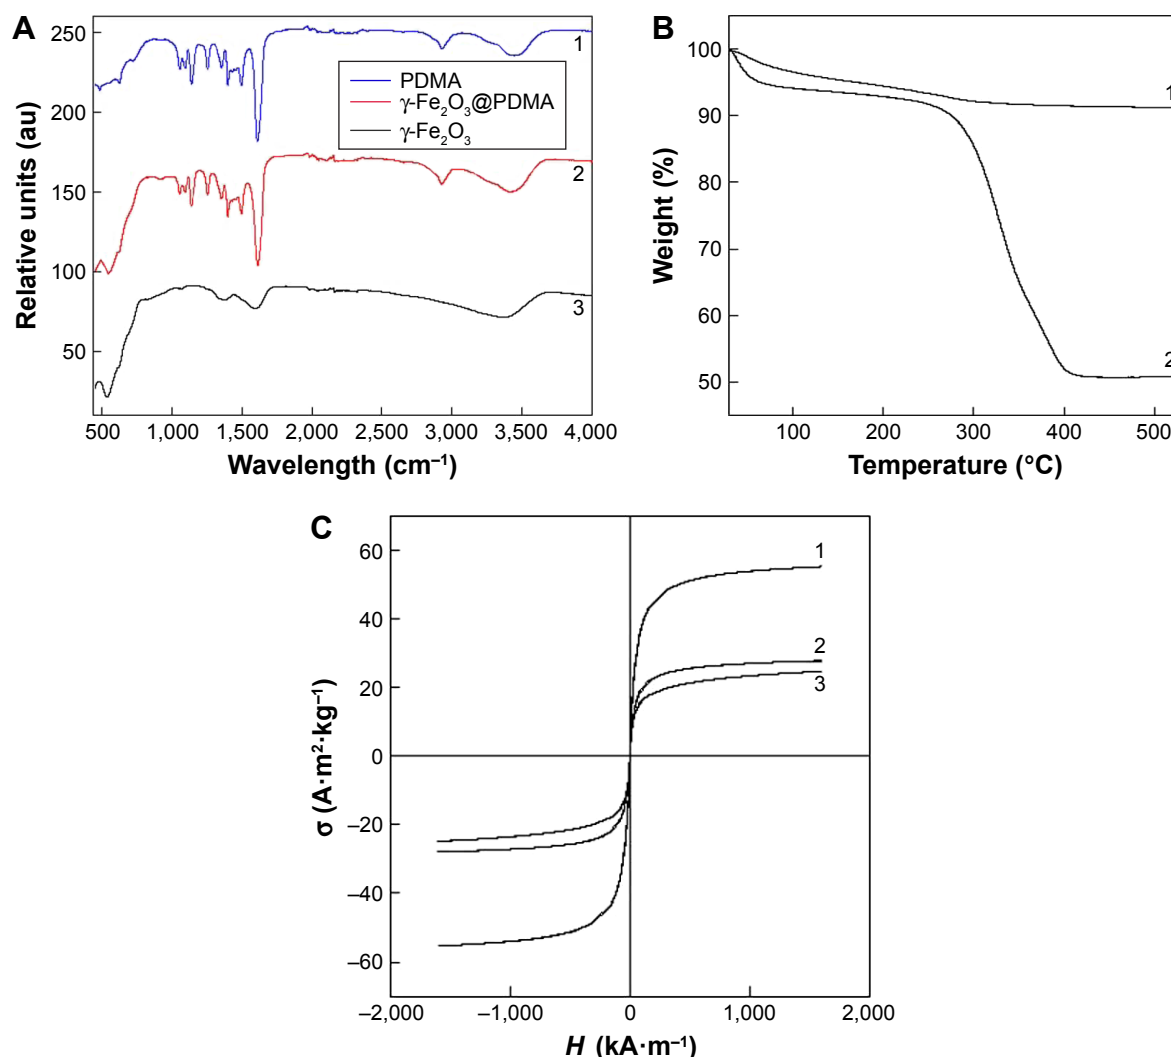 A
250
200
150
100
50
Relative units (au)
1
2
3
PDMA
γ-Fe₂O₃@PDMA
γ-Fe₂O₃
500 1,000 1,500 2,000 2,500 3,000 3,500 4,000
Wavelength (cm⁻¹)
B
100
90
80
70
60
50
Weight (%)
1
2
100 200 300 400 500
Temperature (°C)
C
60
40
20
0
–20
–40
–60
σ (A·m²·kg⁻¹)
1
2
3
–2,000 –1,000 0 1,000 2,000
H (kA·m⁻¹)